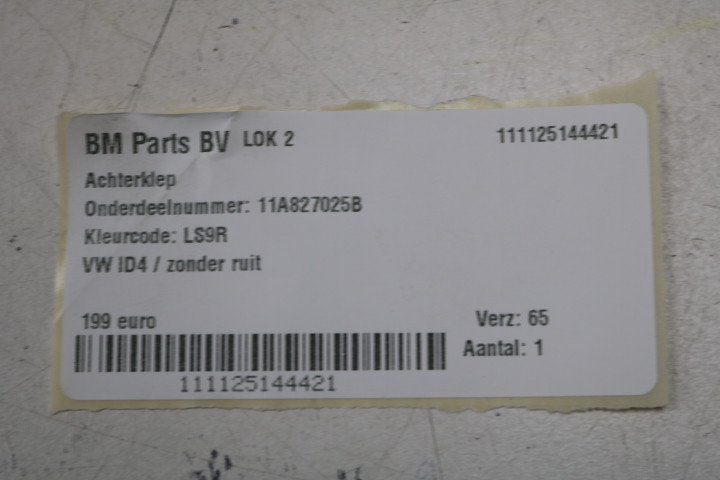 BM Parts BV LOK 2 111125144421
Achterklep
Onderdeelnummer: 11A827025B
Kleurcode: LS9R
VW ID4 / zonder ruit
199 euro Verz: 65
Aantal: 1
111125144421